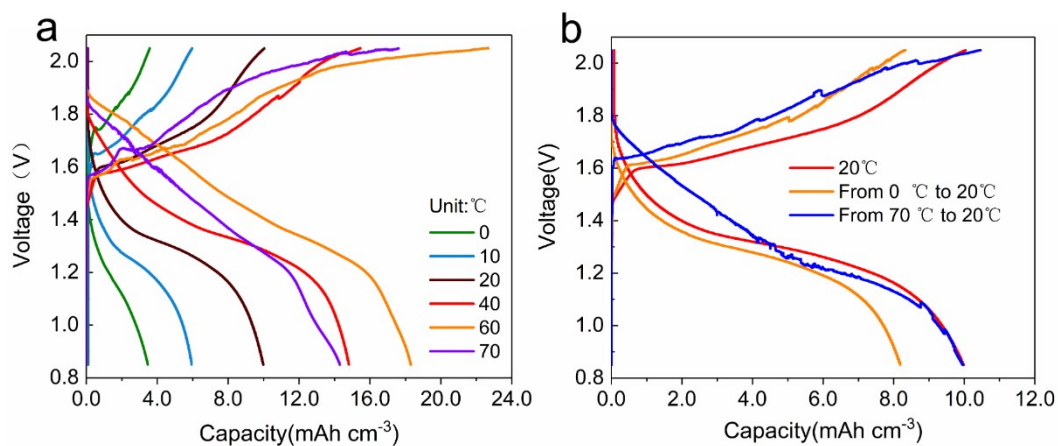 a
Voltage（V）
2.0
1.8
1.6
1.4
1.2
1.0
0.8
Unit:℃
0
10
20
40
60
70
0.0 4.0 8.0 12.0 16.0 20.0 24.0
Capacity(mAh cm⁻³)
b
Voltage(V)
2.0
1.8
1.6
1.4
1.2
1.0
0.8
20℃
From 0 ℃ to 20℃
From 70 ℃ to 20℃
0.0 2.0 4.0 6.0 8.0 10.0 12.0
Capacity(mAh cm⁻³)